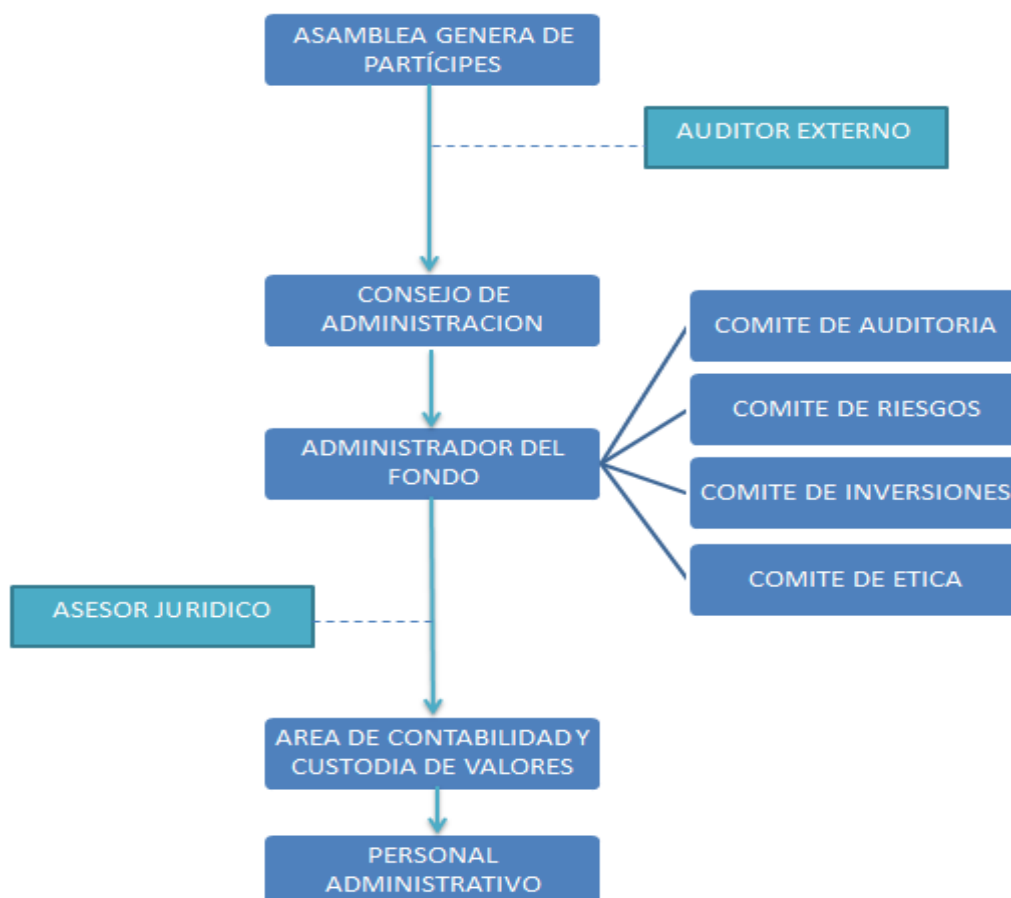 ASAMBLEA GENERA DE
PARTÍCIPES
AUDITOR EXTERNO
CONSEJO DE
ADMINISTRACION
COMITE DE AUDITORIA
COMITE DE RIESGOS
ADMINISTRADOR DEL
FONDO
COMITE DE INVERSIONES
COMITE DE ETICA
ASESOR JURIDICO
AREA DE CONTABILIDAD Y
CUSTODIA DE VALORES
PERSONAL
ADMINISTRATIVO